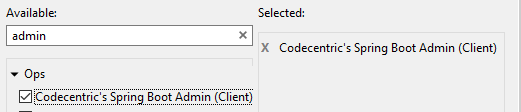 Available:
Selected:
admin
X Codecentric's Spring Boot Admin (Client)
Ops
Codecentric's Spring Boot Admin (Client)